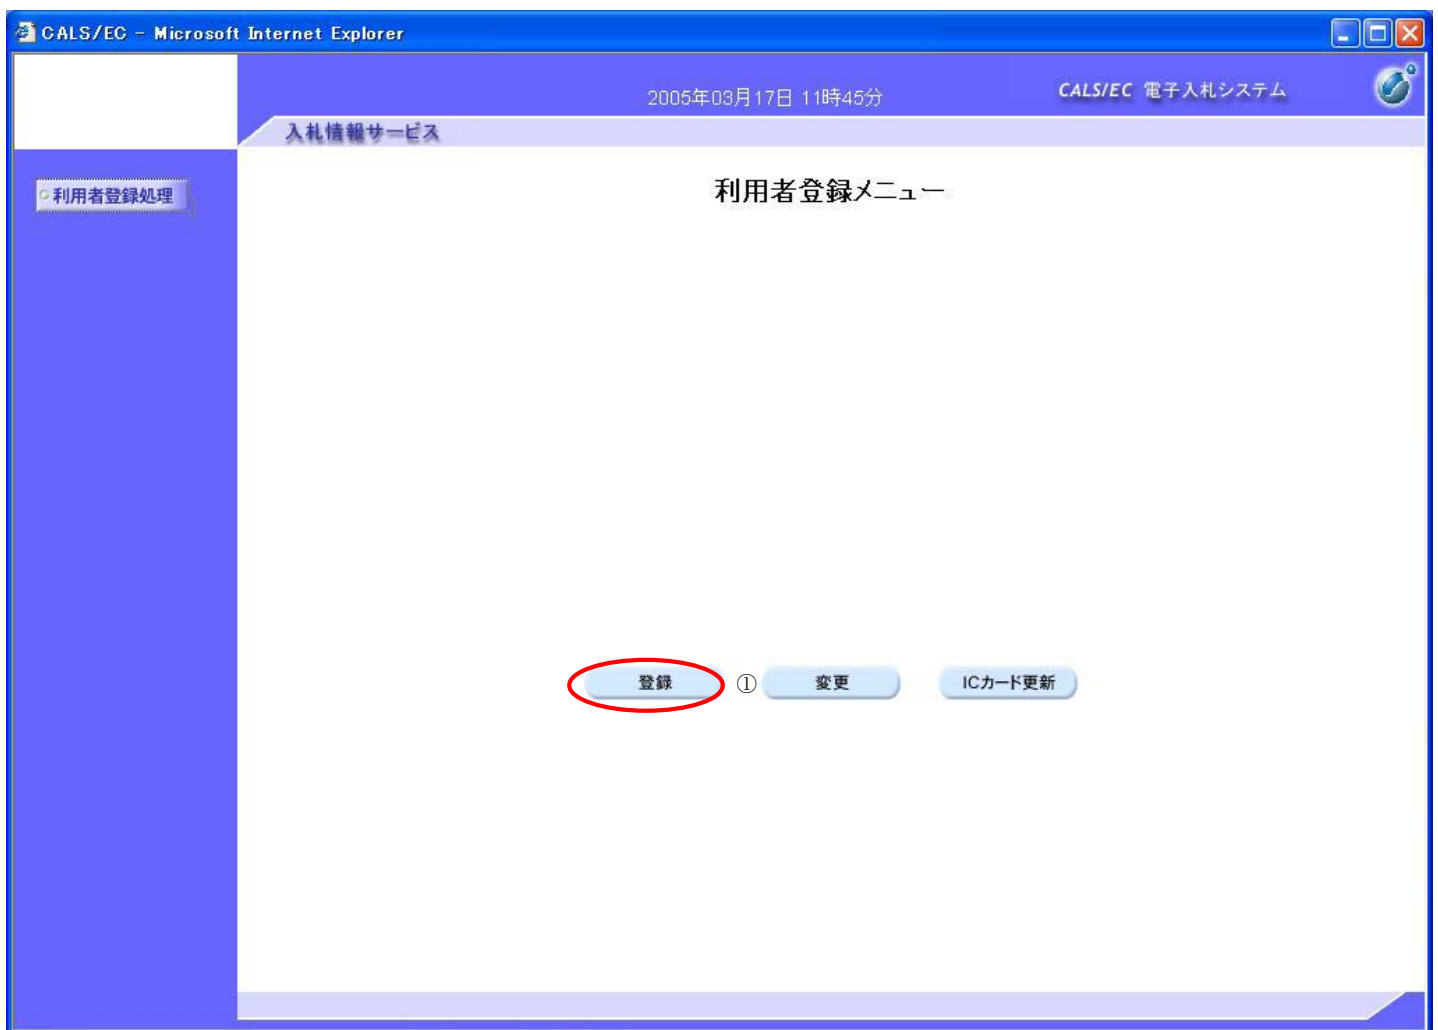 CALS/EC - Microsoft Internet Explorer
2005年03月17日 11時45分
CALS/EC 電子入札システム
入札情報サービス
利用者登録処理
利用者登録メニュー
登録 ① 変更 ICカード更新